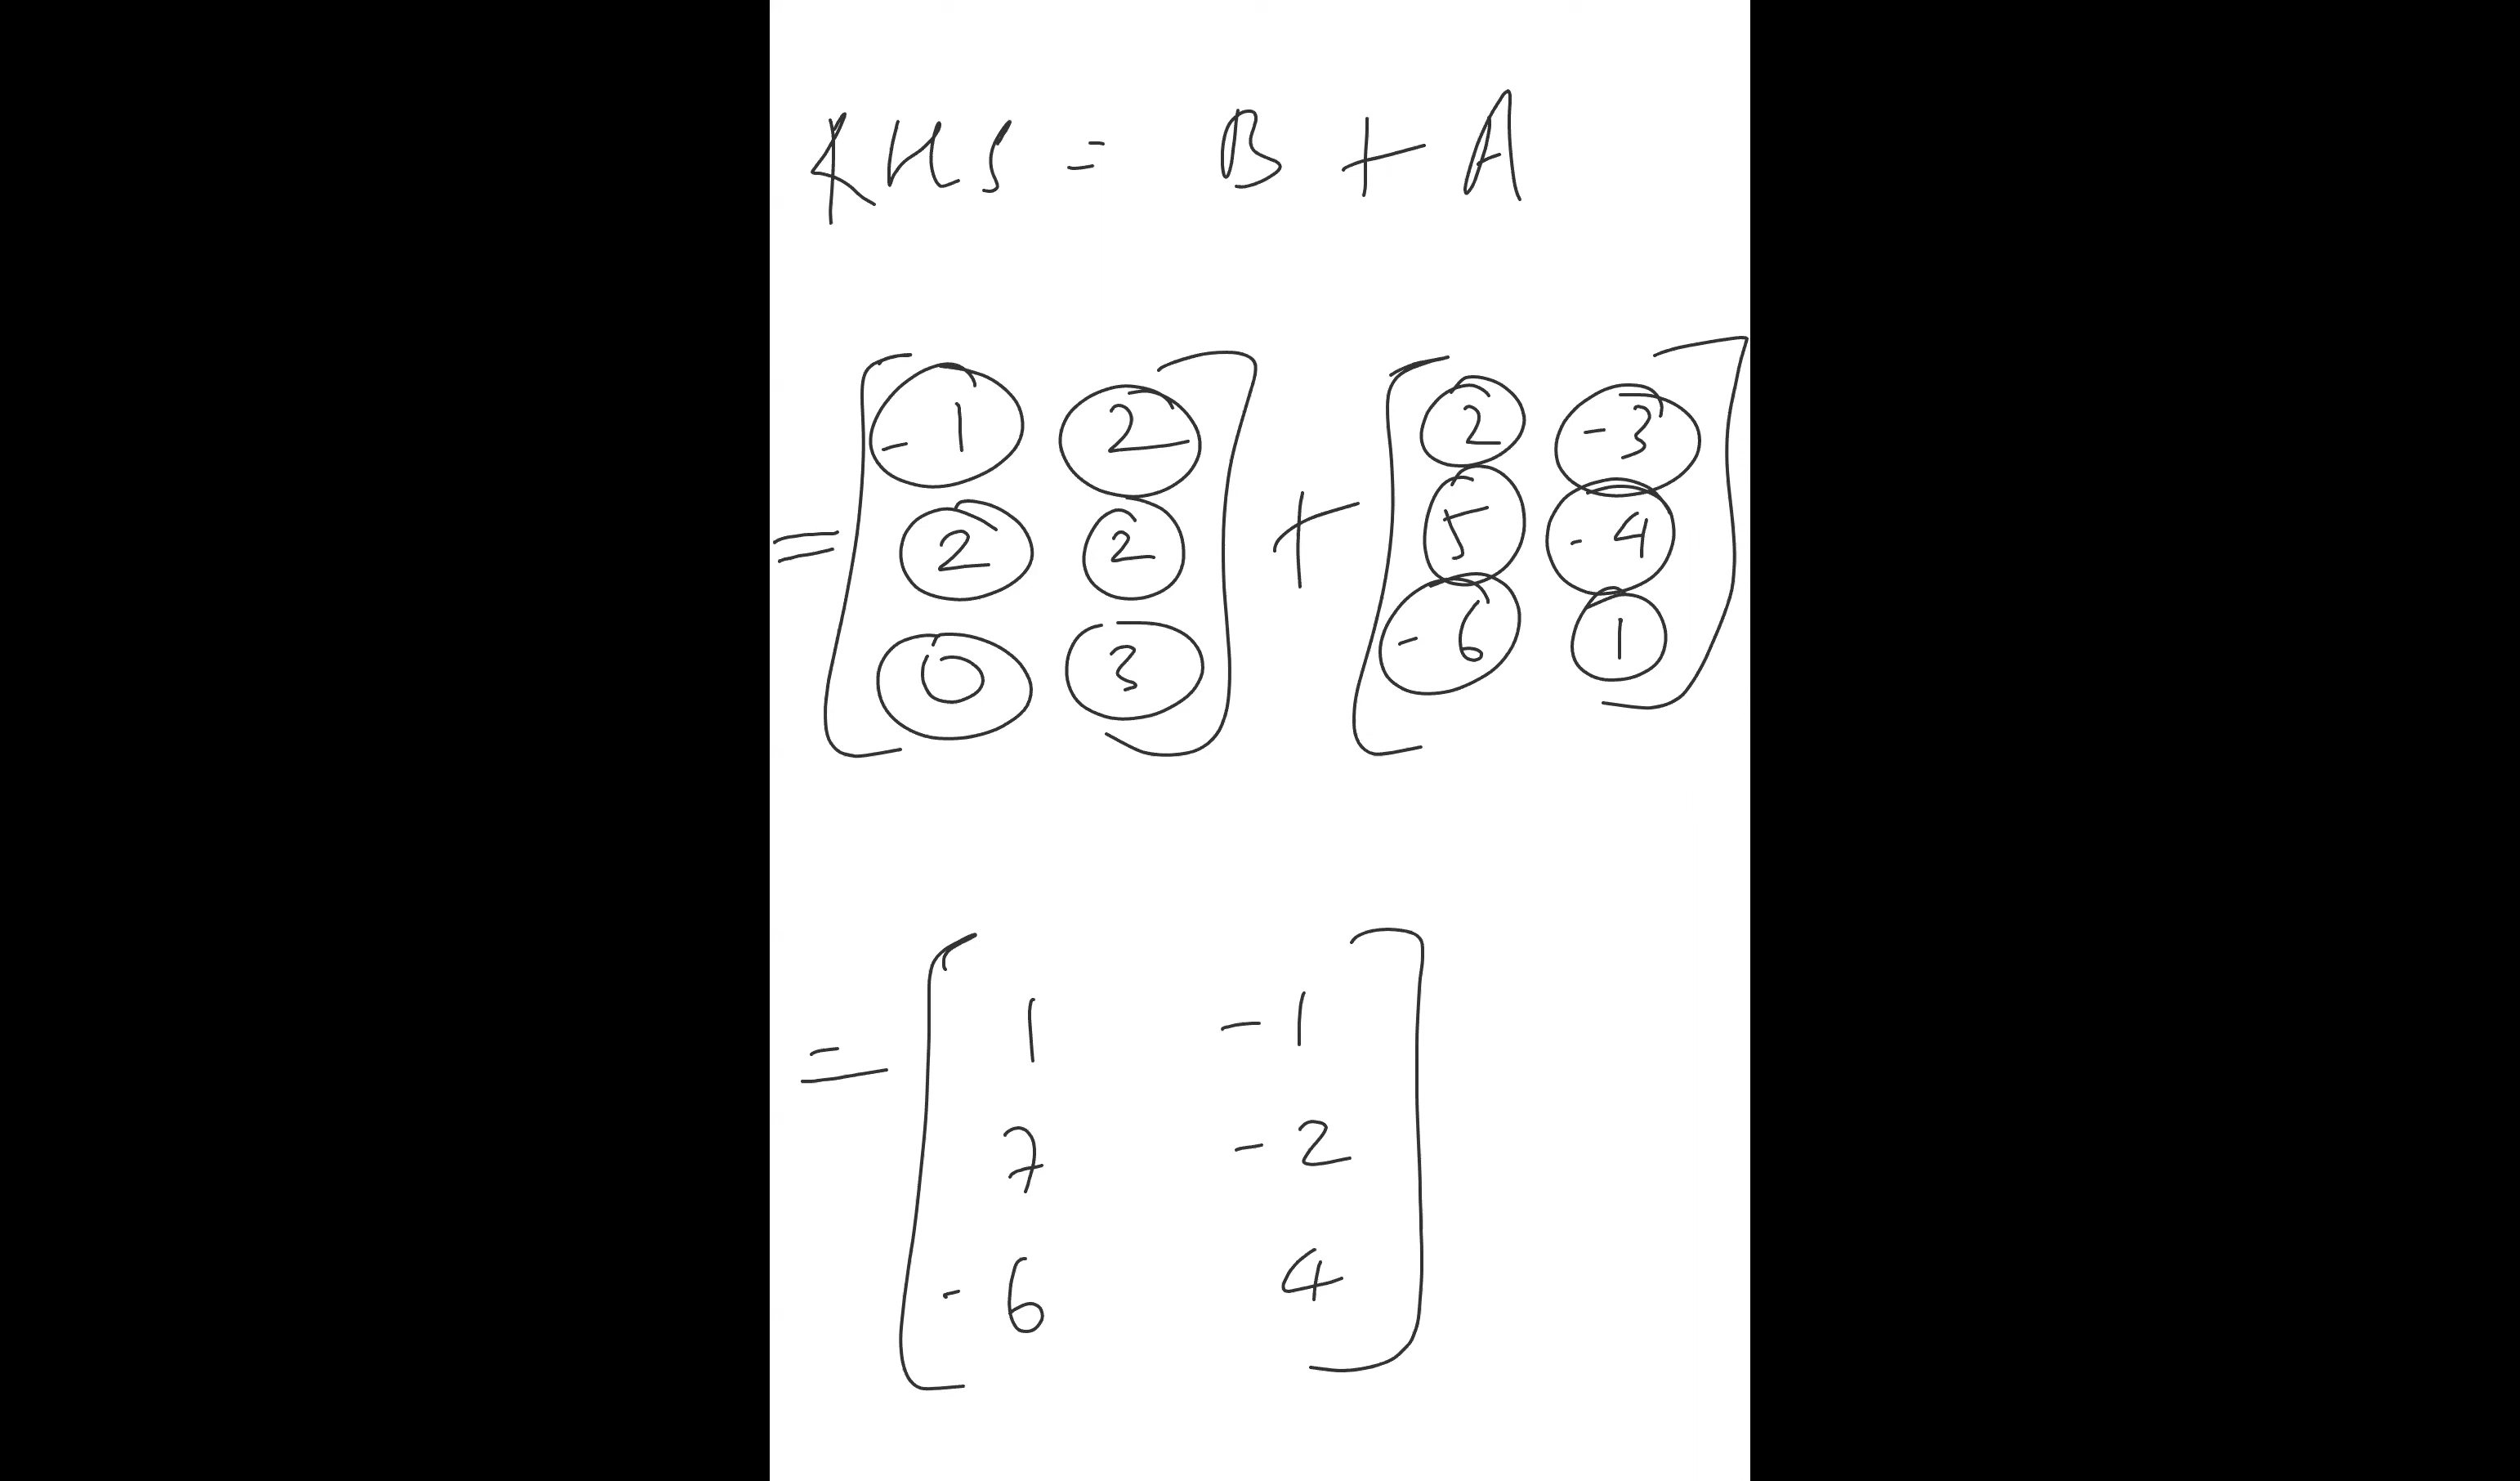 RHS = B + A
= [ -1 2 ] + [ 2 -3 ]
[ 2 2 ] [ 5 -4 ]
[ 0 3 ] [ -6 1 ]
= [ 1 -1 ]
[ 7 -2 ]
[ -6 4 ]